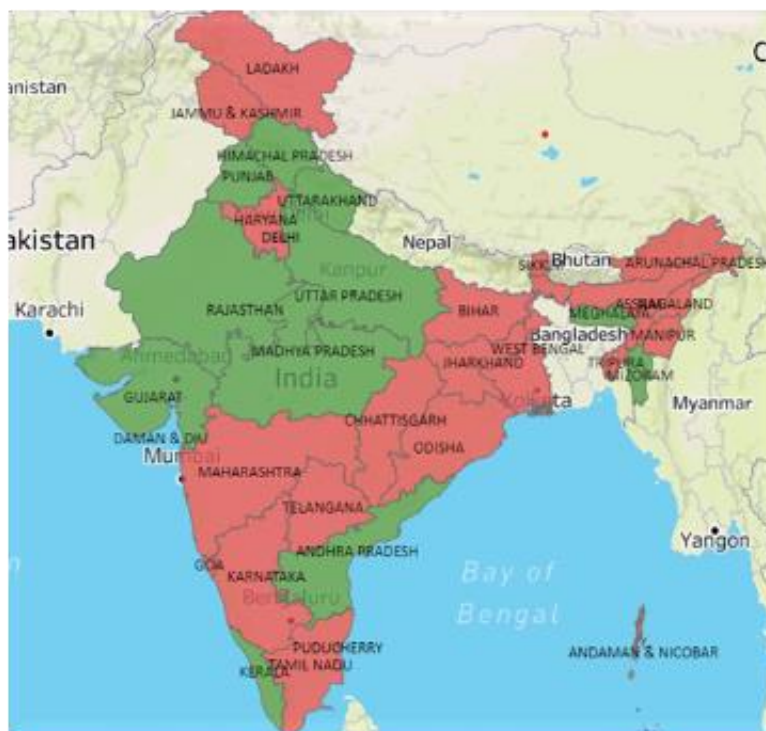 LADAKH
anistan
JAMMU & KASHMIR
HIMACHAL PRADESH
PUNJAB
UTTARAKHAND
HARYANA
DELHI
akistan
Nepal
Bhutan
ARUNACHAL PRADESH
Kanpur
UTTAR PRADESH
RAJASTHAN
BIHAR
NAGALAND
MEGHALAYA
Karachi
Bangladesh
MANIPUR
WEST BENGAL
Ahmedabad
MADHYA PRADESH
JHARKHAND
TRIPURA
MIZORAM
India
GUJARAT
Kolkata
Myanmar
CHHATTISGARH
DAMAN & DIU
ODISHA
Mumbai
MAHARASHTRA
TELANGANA
Yangon
ANDHRA PRADESH
GOA
KARNATAKA
Bay of
Bengal
Bengaluru
PUDUCHERRY
ANDAMAN & NICOBAR
TAMIL NADU
KERALA